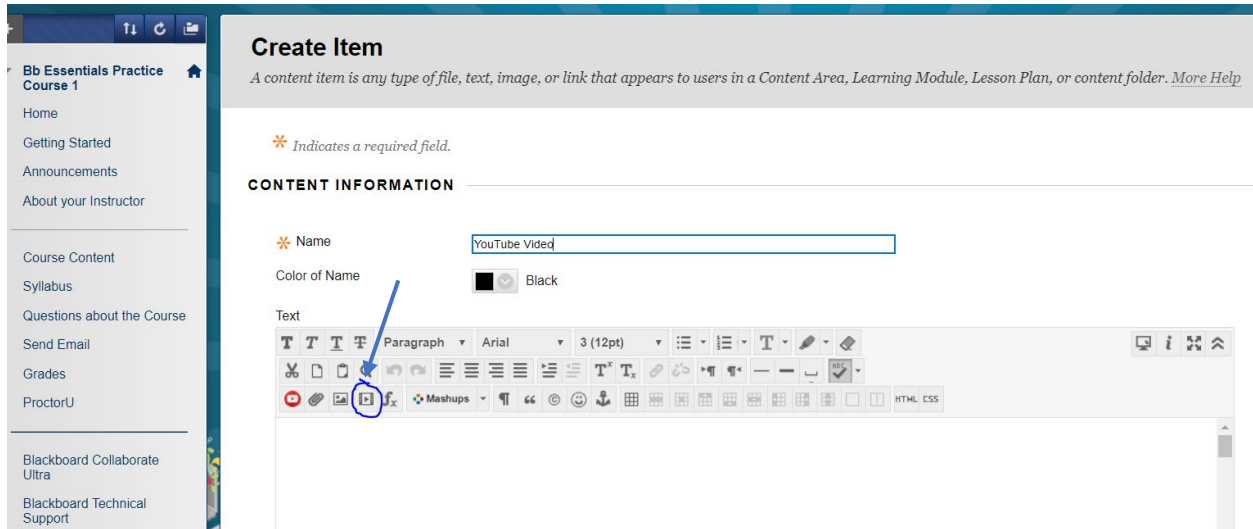 Bb Essentials Practice
Course 1
Home
Getting Started
Announcements
About your Instructor
Course Content
Syllabus
Questions about the Course
Send Email
Grades
ProctorU
Blackboard Collaborate
Ultra
Blackboard Technical
Support
Create Item
A content item is any type of file, text, image, or link that appears to users in a Content Area, Learning Module, Lesson Plan, or content folder. More Help
Indicates a required field.
CONTENT INFORMATION
Name
YouTube Video
Color of Name
Black
Text
T T T T Paragraph Arial 3 (12pt) T
Tx Tx ABC
fx Mashups HTML CSS